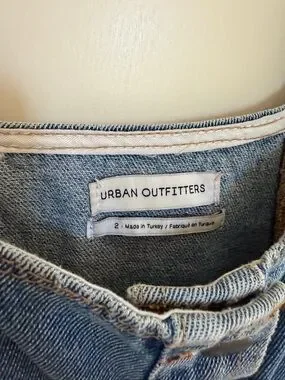 URBAN OUTFITTERS
2 - Made in Turkey / Fabriqué en Turquie